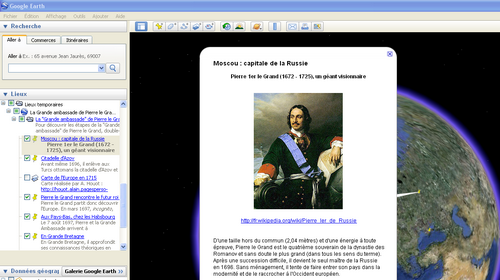 Google Earth
Fichier Edition Affichage Outils Ajouter Aide
Recherche
Aller à Commerces Itinéraires
Aller à Ex. : 65 avenue Jean Jaurès, 69007
Lieux
Lieux temporaires
La Grande ambassade de Pierre le Gra...
La "Grande ambassade" de Pierre le Gr
Pour découvrir les étapes de la "Grande
ambassade" de Pierre le Grand, double-
Moscou : capitale de la Russie
Pierre 1er le Grand (1672 -
1725), un géant visionnaire
Citadelle d'Azov
Avant même 1696, il enlève aux
turcs ottomans la citadelle d'Azov et
Carte de l'Europe en 1715
Carte réalisée par A. Houot :
http://houot.alain.pagesperso-
Pierre le Grand rencontre le futur roi
Pierre le Grand part donc découvrir
l'Europe. En mars 1697, incognito,
Aux Pays-Bas, chez les Habsbourg
Le 7 août 1697, Pierre le Grand et la
Grande ambassade arrivent à
En Grande Bretagne
En Grande Bretagne, il approfondit
ses connaissances théoriques en
Données géograp
Galerie Google Earth >>
Moscou : capitale de la Russie
Pierre 1er le Grand (1672 - 1725), un géant visionnaire
http://fr.wikipedia.org/wiki/Pierre_Ier_de_Russie
D'une taille hors du commun (2,04 mètres) et d'une énergie à toute
épreuve, Pierre le Grand est le quatrième souverain de la dynastie des
Romanov et sans doute le plus grand (dans tous les sens du terme).
Après une succession difficile, il devient le seul maître de la Russie
en 1696. Sans ménagement, il tente de faire entrer son pays dans la
modernité et de le raccrocher à l'Occident européen.